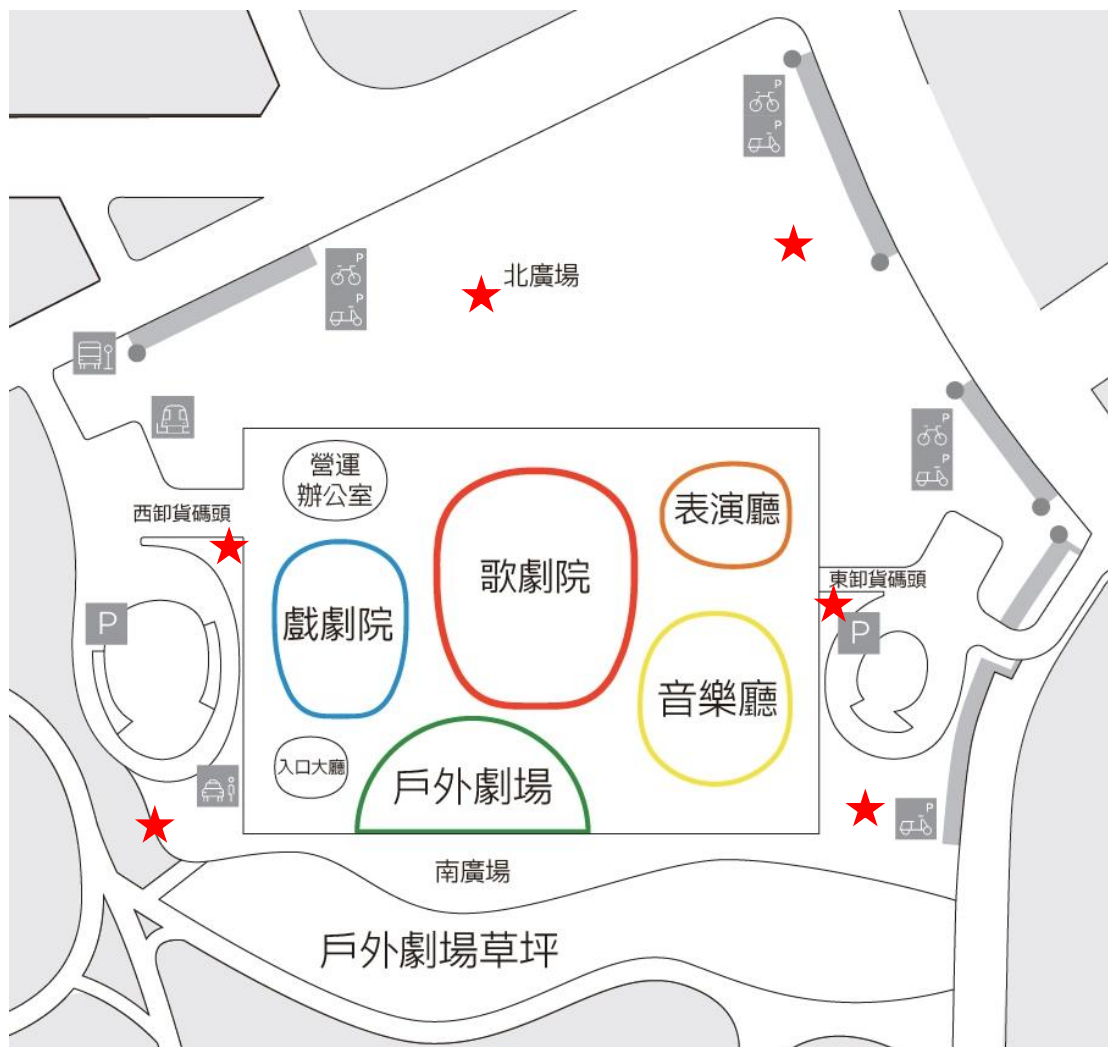 P
P
北廣場
P
P
P
P
營運
辦公室
表演廳
西卸貨碼頭
歌劇院
東卸貨碼頭
戲劇院
P
P
音樂廳
入口大廳
戶外劇場
P
南廣場
戶外劇場草坪